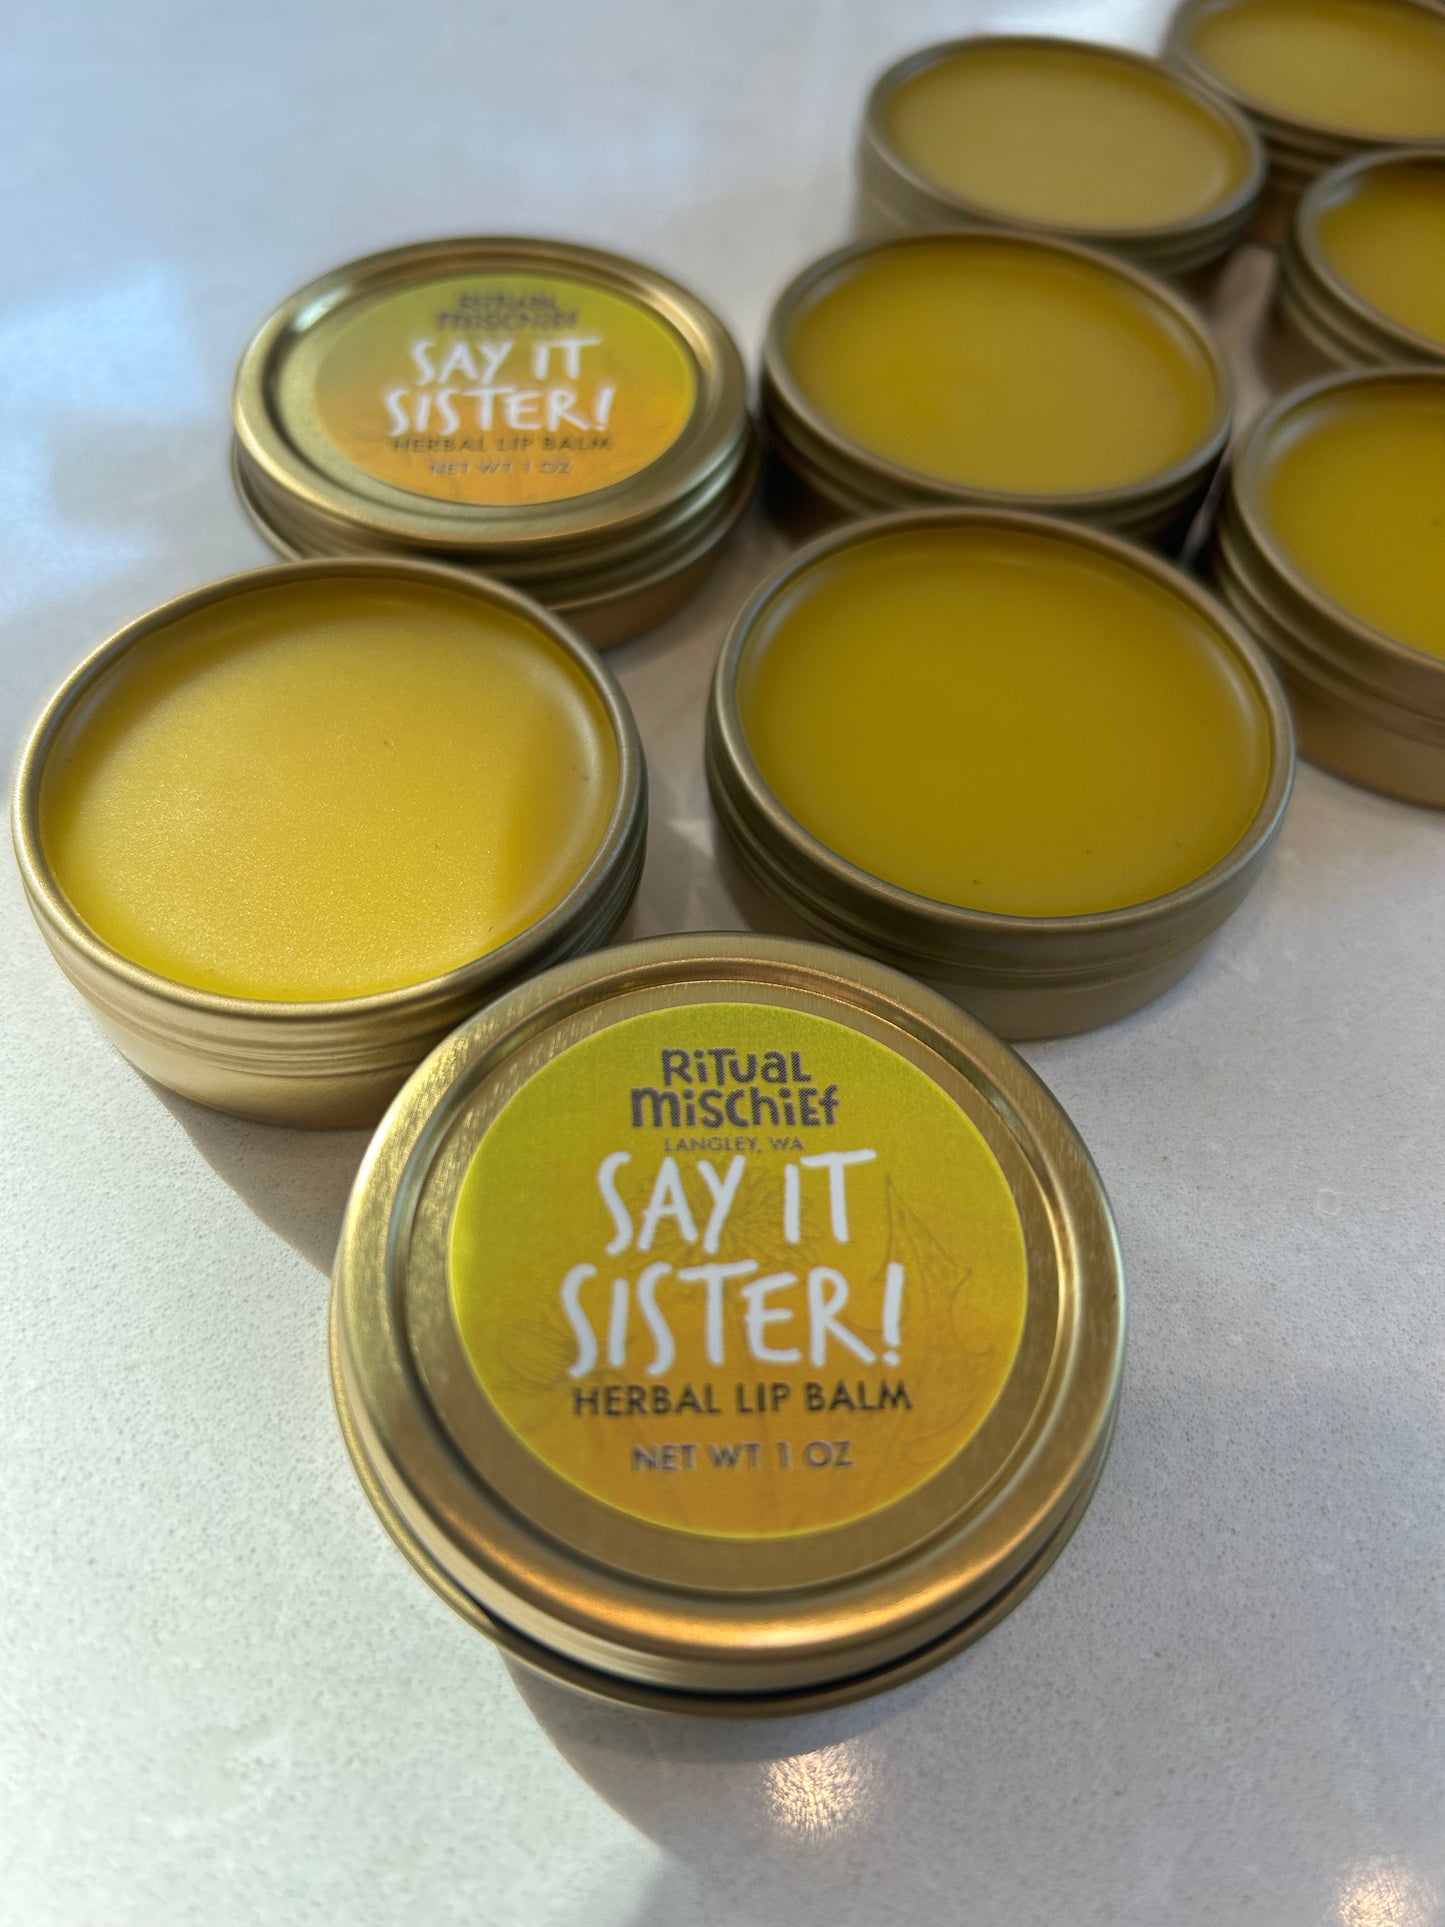 RITUAL
MISCHIEF
SAY IT
SISTER!
HERBAL LIP BALM
NET WT 1 OZ
RITUAL
MISCHIEF
LANGLEY, WA
SAY IT
SISTER!
HERBAL LIP BALM
NET WT 1 OZ